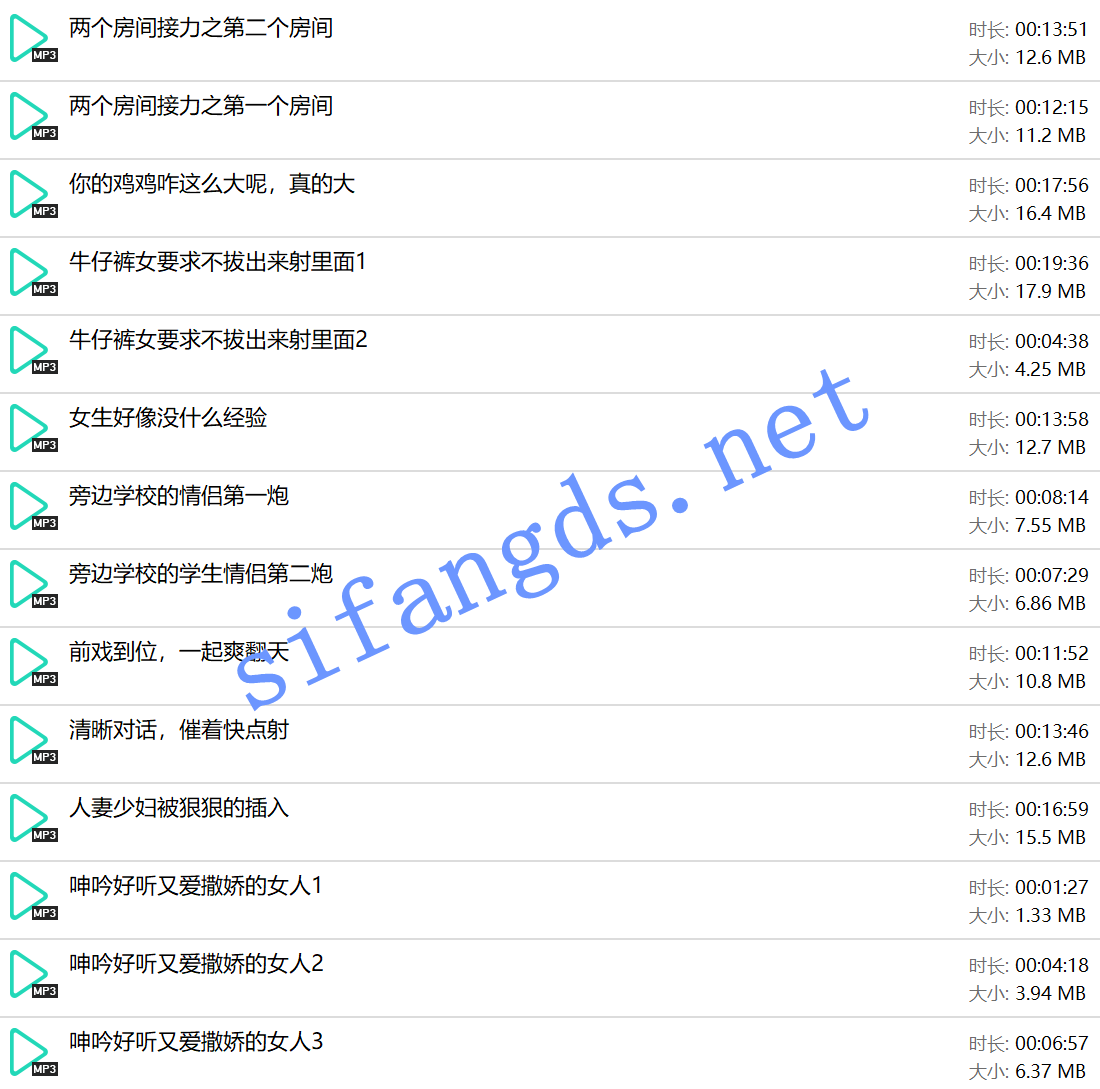 两个房间接力之第二个房间
时长: 00:13:51
大小: 12.6 MB
MP3
两个房间接力之第一个房间
时长: 00:12:15
大小: 11.2 MB
MP3
你的鸡鸡咋这么大呢，真的大
时长: 00:17:56
大小: 16.4 MB
MP3
牛仔裤女要求不拔出来射里面1
时长: 00:19:36
大小: 17.9 MB
MP3
牛仔裤女要求不拔出来射里面2
时长: 00:04:38
大小: 4.25 MB
MP3
女生好像没什么经验
时长: 00:13:58
大小: 12.7 MB
MP3
旁边学校的情侣第一炮
时长: 00:08:14
大小: 7.55 MB
MP3
旁边学校的学生情侣第二炮
时长: 00:07:29
大小: 6.86 MB
MP3
前戏到位，一起爽翻天
时长: 00:11:52
大小: 10.8 MB
MP3
清晰对话，催着快点射
时长: 00:13:46
大小: 12.6 MB
MP3
人妻少妇被狠狠的插入
时长: 00:16:59
大小: 15.5 MB
MP3
呻吟好听又爱撒娇的女人1
时长: 00:01:27
大小: 1.33 MB
MP3
呻吟好听又爱撒娇的女人2
时长: 00:04:18
大小: 3.94 MB
MP3
呻吟好听又爱撒娇的女人3
时长: 00:06:57
大小: 6.37 MB
MP3
sifangds.net